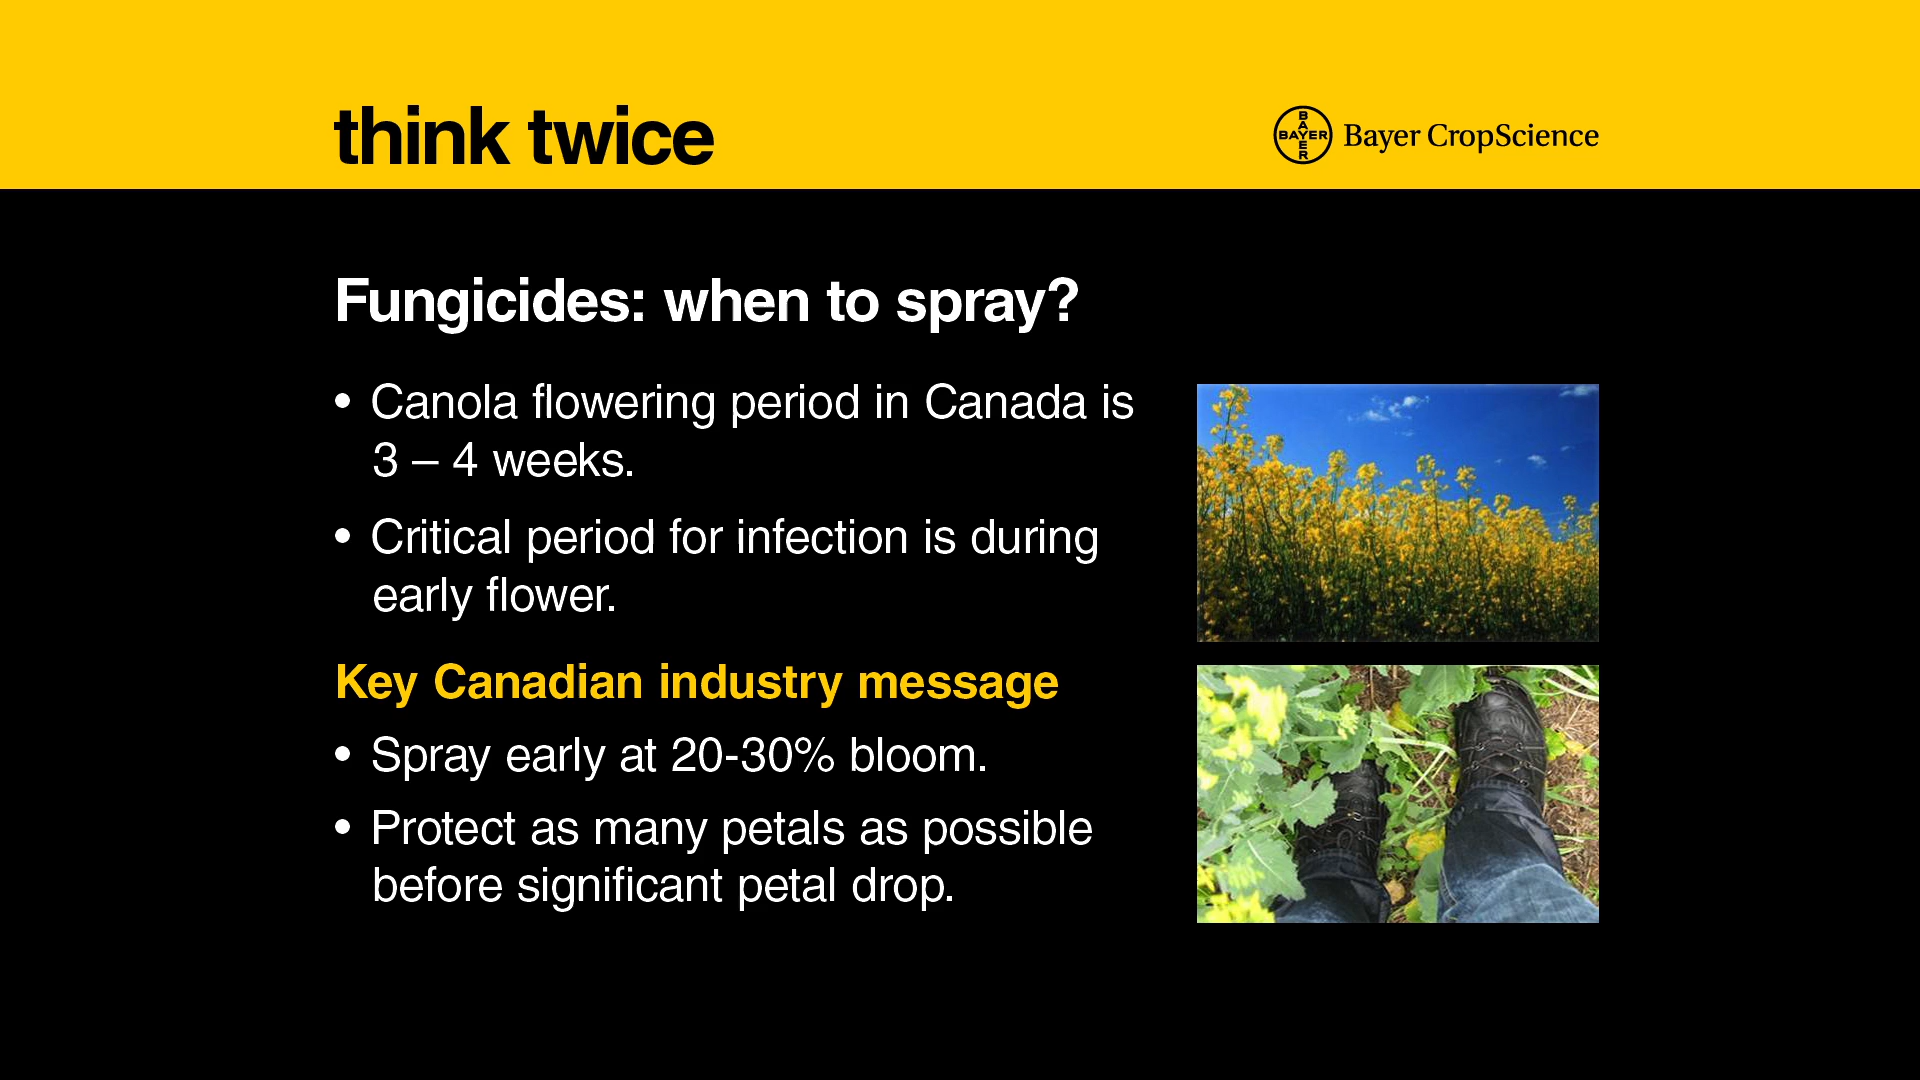 think twice
BAYER
BAYER
Bayer CropScience
Fungicides: when to spray?
• Canola flowering period in Canada is
3 – 4 weeks.
• Critical period for infection is during
early flower.
Key Canadian industry message
• Spray early at 20-30% bloom.
• Protect as many petals as possible
before significant petal drop.